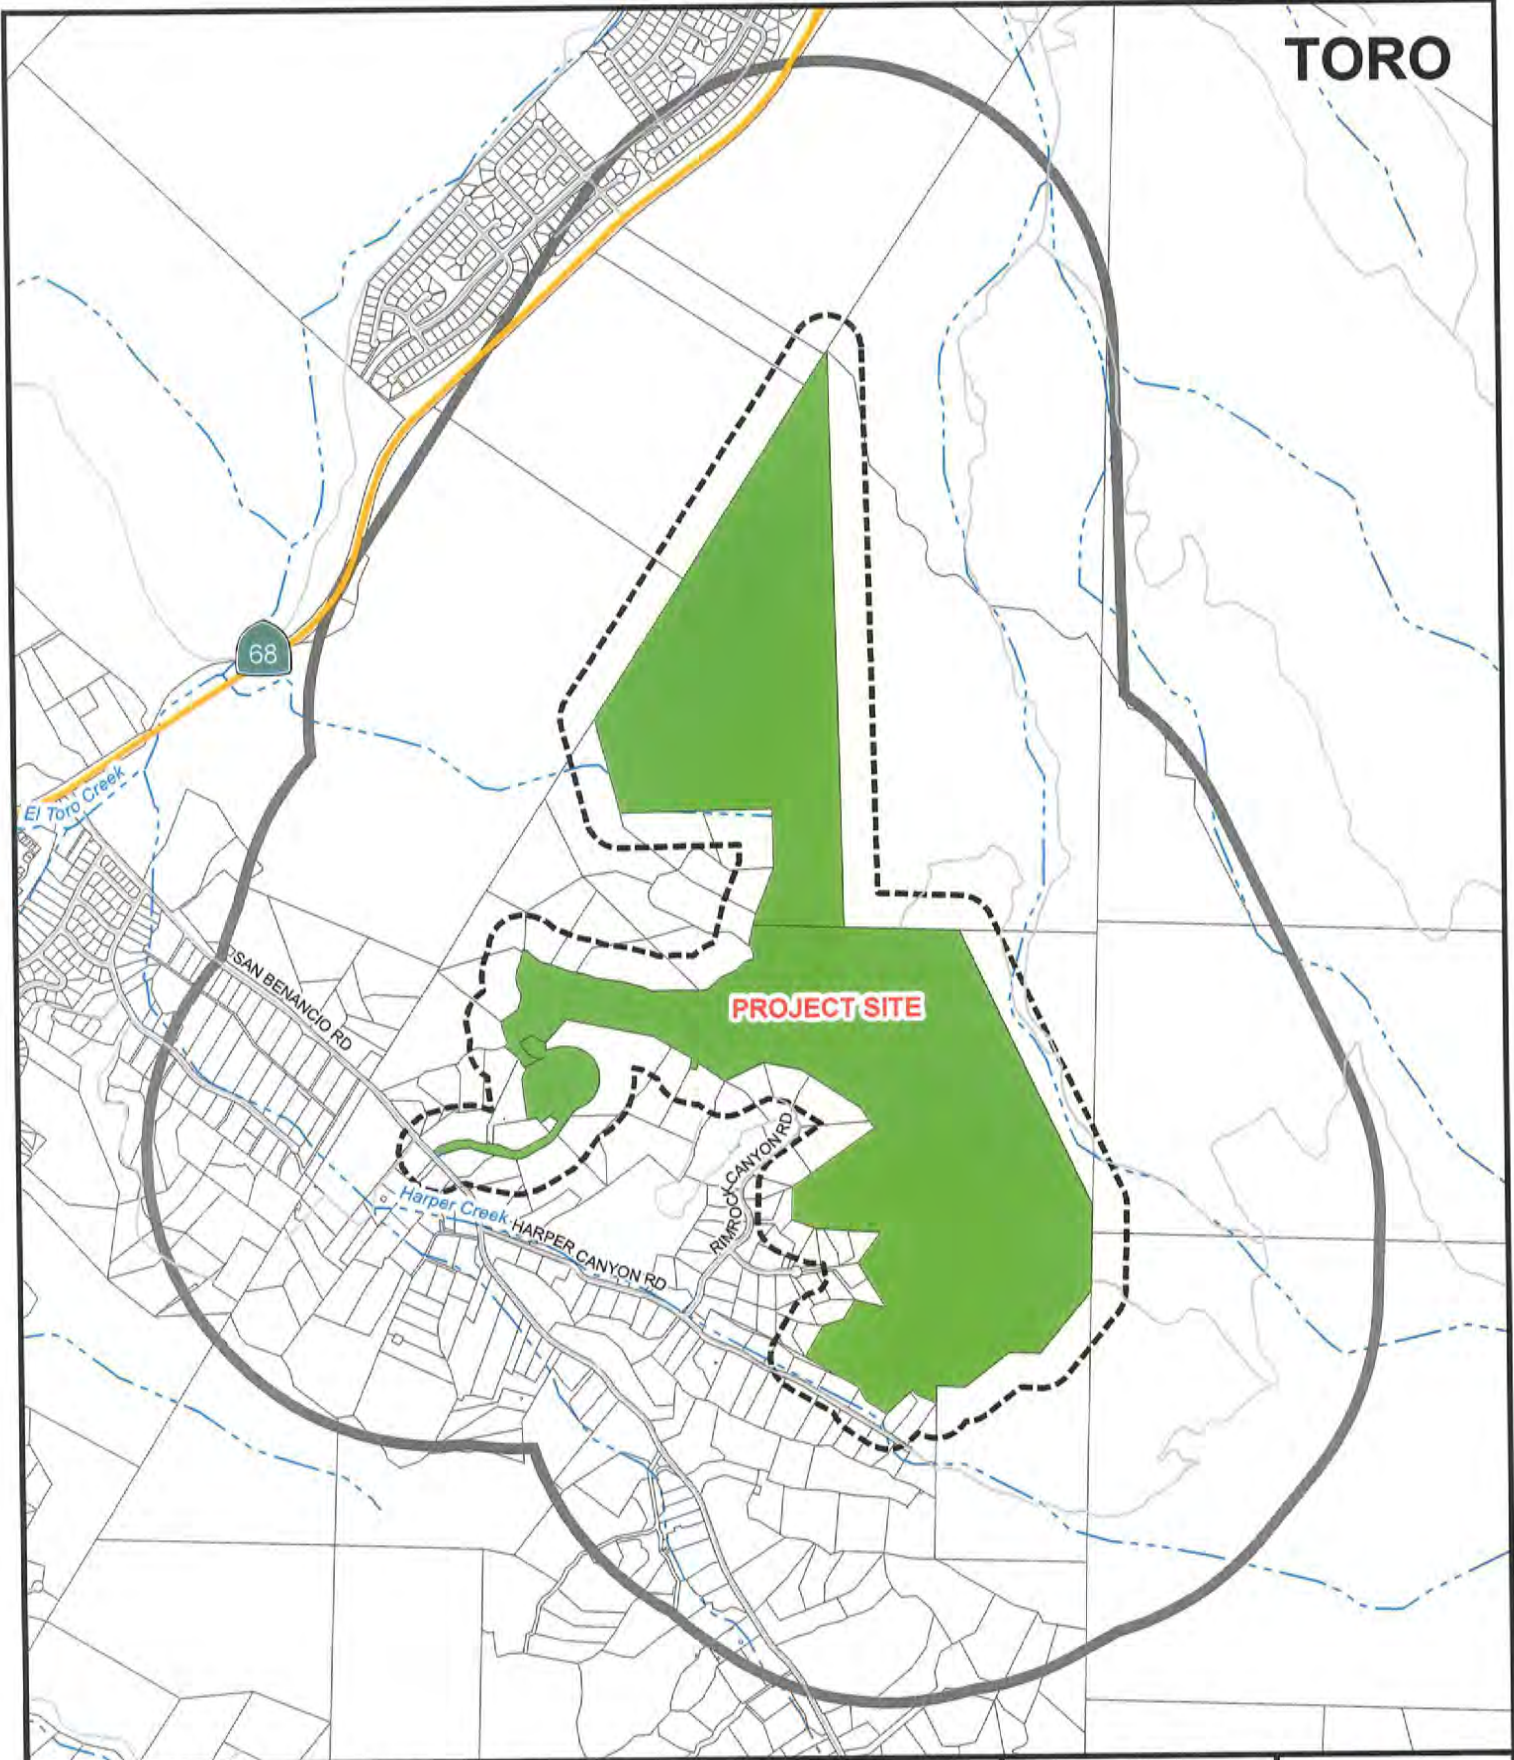 TORO
68
El Toro Creek
SAN BENANCIO RD
PROJECT SITE
RIMROCK CANYON RD
Harper Creek
HARPER CANYON RD